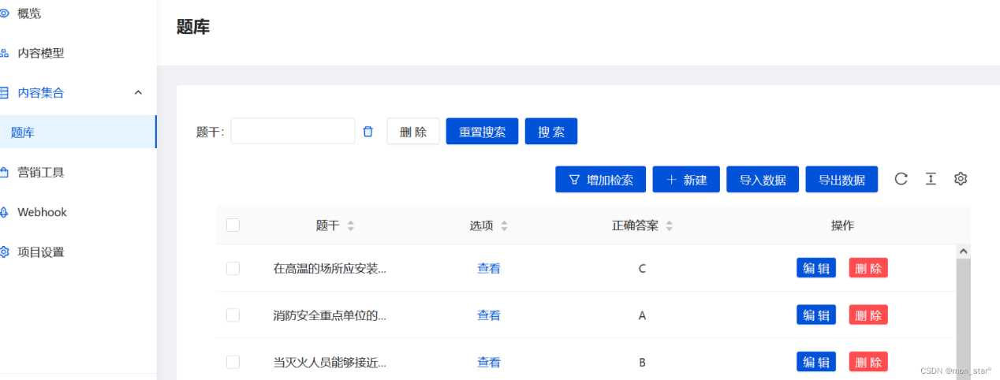 概览
内容模型
内容集合
题库
营销工具
Webhook
项目设置
题库
题干:
删 除 重置搜索 搜 索
增加检索 新建 导入数据 导出数据
题干 选项 正确答案 操作
在高温的场所应安装... 查看 C 编 辑 删 除
消防安全重点单位的... 查看 A 编 辑 删 除
当灭火人员能够接近... 查看 B 编 辑 删 除
CSDN @mon_star°